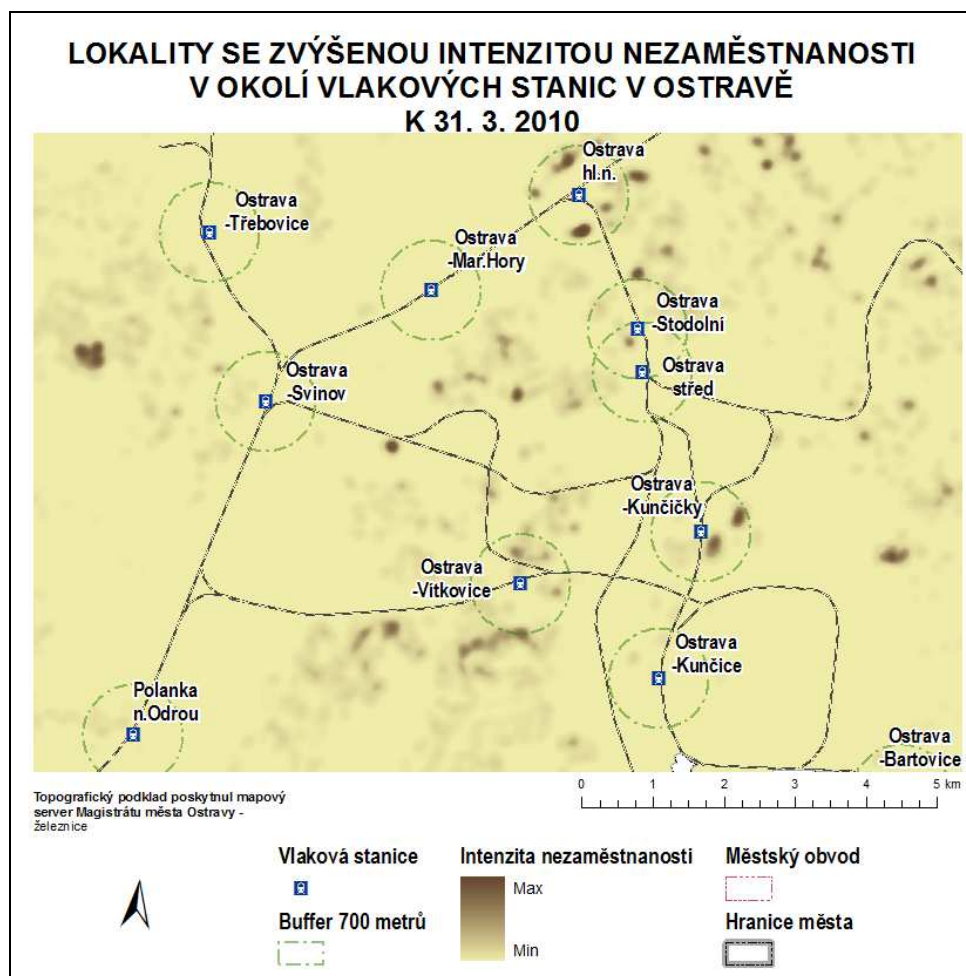 LOKALITY SE ZVÝŠENOU INTENZITOU NEZAMĚSTNANOSTI
V OKOLÍ VLAKOVÝCH STANIC V OSTRAVĚ
K 31. 3. 2010
Ostrava
hl.n.
Ostrava
-Třebovice
Ostrava
-Mar.Hory
Ostrava
-Stodolní
Ostrava
střed
Ostrava
-Svinov
Ostrava
-Kunčičky
Ostrava
-Vítkovice
Ostrava
-Kunčice
Polanka
n.Odrou
Ostrava
-Bartovice
0 1 2 3 4 5 km
Topografický podklad poskytnul mapový
server Magistrátu města Ostravy -
železnice
Vlaková stanice
Buffer 700 metrů
Intenzita nezaměstnanosti
Max
Min
Městský obvod
Hranice města